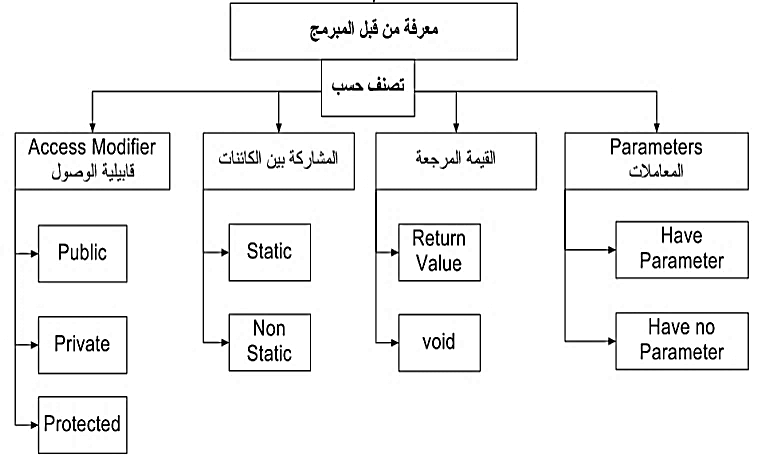 معرفة من قبل المبرمج
تصنف حسب
Access Modifier
قابيلية الوصول
المشاركة بين الكائنات
القيمة المرجعة
Parameters
المعاملات
Public
Static
Return
Value
Have
Parameter
Private
Non
Static
void
Have no
Parameter
Protected